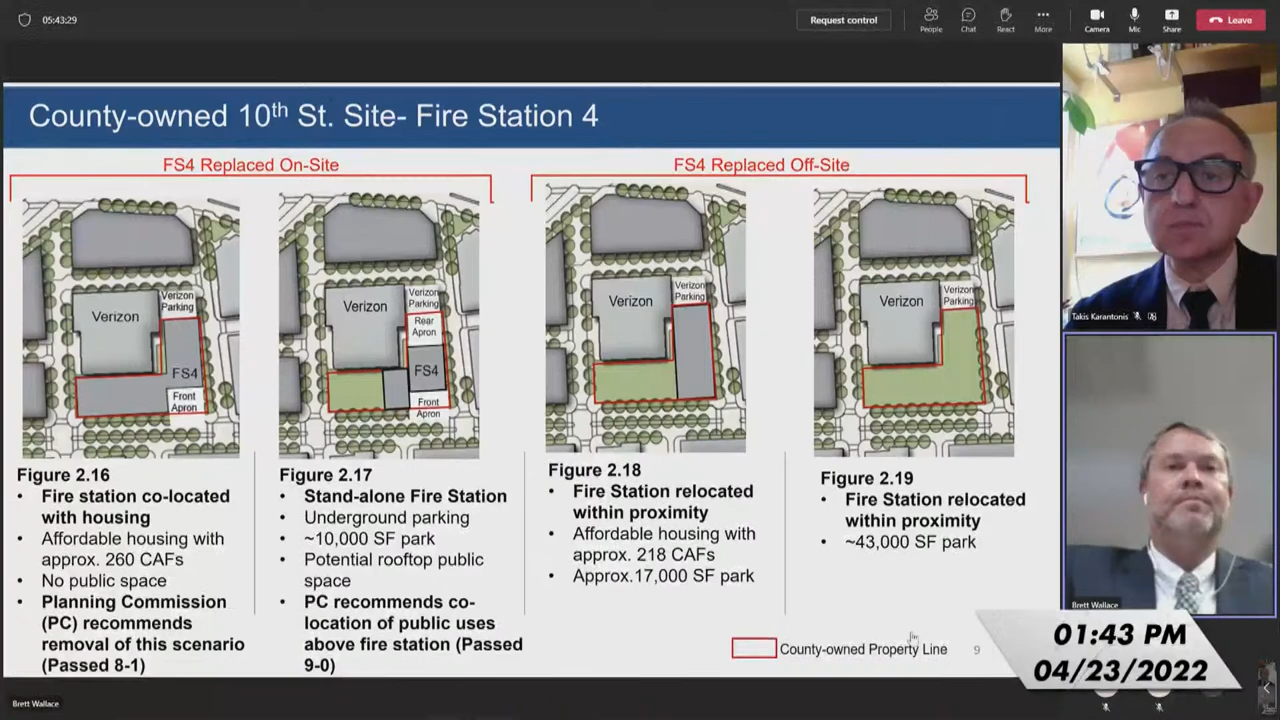 05:43:29
Request control
People
Chat
React
More
Camera
Mic
Share
Leave
County-owned 10th St. Site- Fire Station 4
FS4 Replaced On-Site
FS4 Replaced Off-Site
Verizon
Verizon
Parking
FS4
Front
Apron
Verizon
Verizon
Parking
Rear
Apron
FS4
Front
Apron
Verizon
Verizon
Parking
Verizon
Verizon
Parking
Figure 2.16
• Fire station co-located
with housing
• Affordable housing with
approx. 260 CAFs
• No public space
• Planning Commission
(PC) recommends
removal of this scenario
(Passed 8-1)
Figure 2.17
• Stand-alone Fire Station
• Underground parking
• ~10,000 SF park
• Potential rooftop public
space
• PC recommends co-
location of public uses
above fire station (Passed
9-0)
Figure 2.18
• Fire Station relocated
within proximity
• Affordable housing with
approx. 218 CAFs
• Approx.17,000 SF park
Figure 2.19
• Fire Station relocated
within proximity
• ~43,000 SF park
County-owned Property Line
9
Takis Karantonis
Brett Wallace
01:43 PM
04/23/2022
Brett Wallace